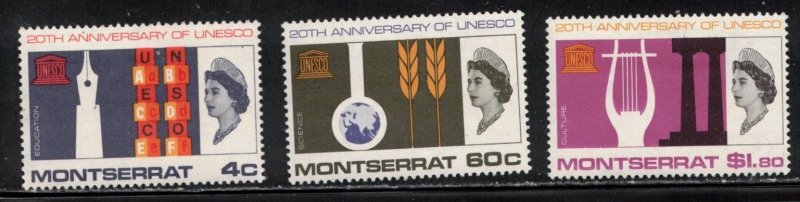 20TH ANNIVERSARY OF UNESCO
UNESCO
EDUCATION
4C
MONTSERRAT
20TH ANNIVERSARY OF UNESCO
UNESCO
SCIENCE
MONTSERRAT 60C
20TH ANNIVERSARY OF UNESCO
UNESCO
CULTURE
MONTSERRAT $1.80